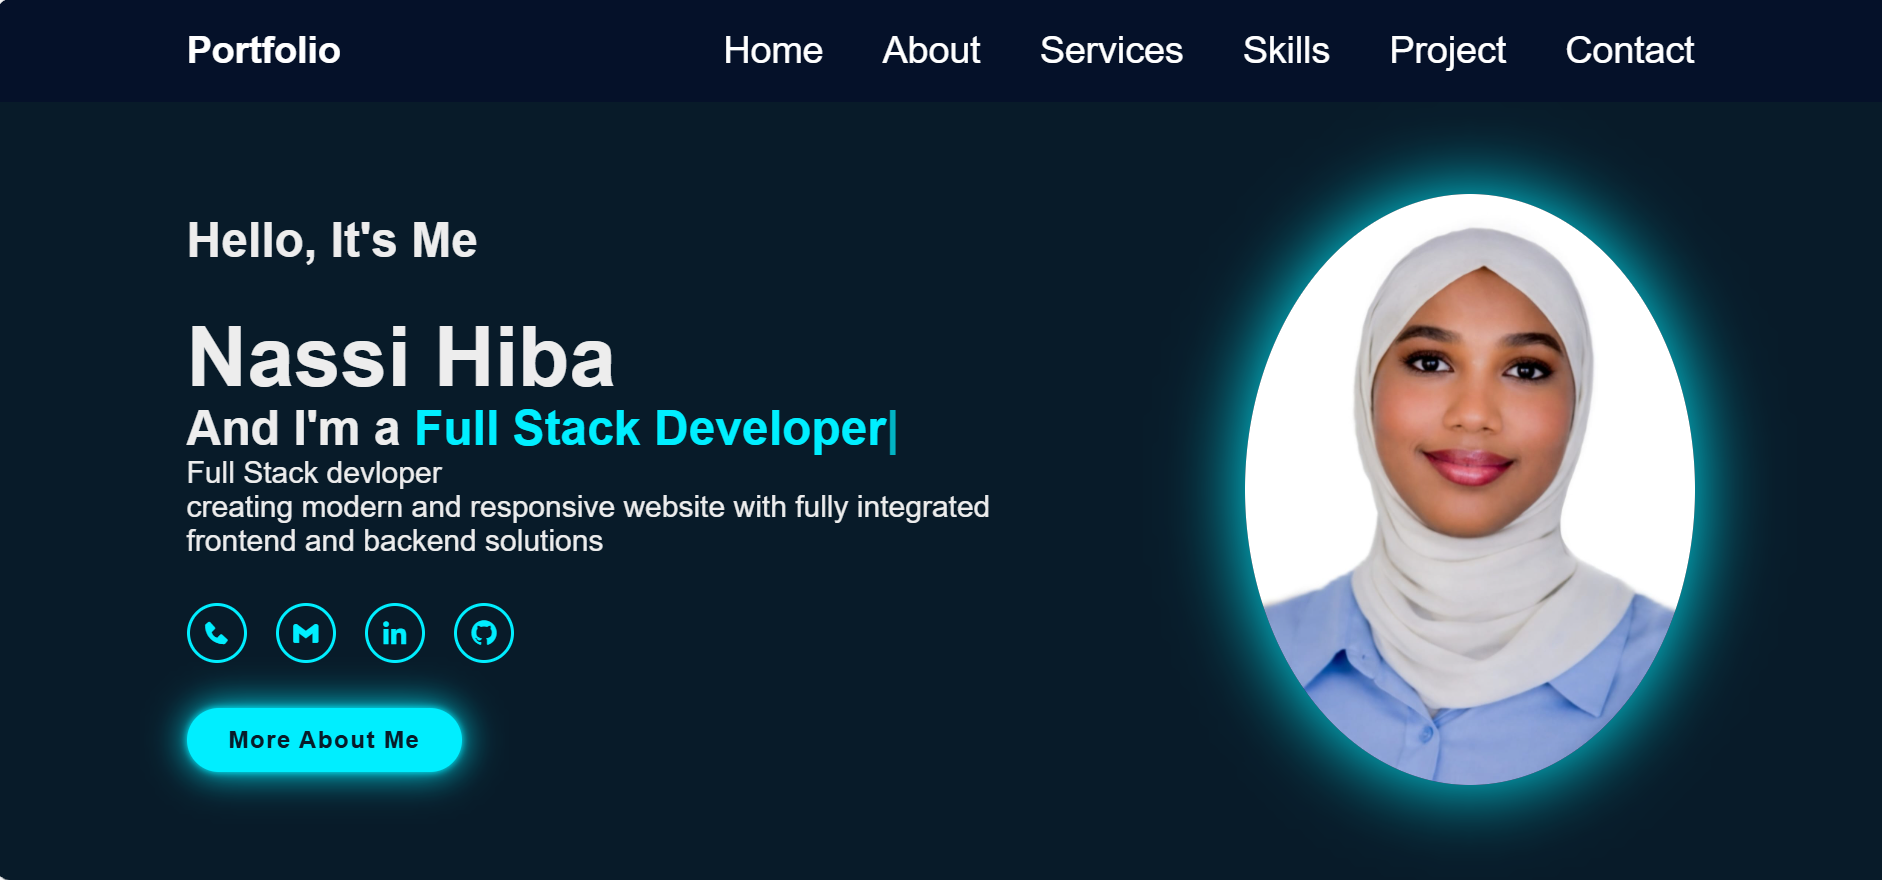 Portfolio
Home About Services Skills Project Contact
Hello, It's Me
Nassi Hiba
And I'm a Full Stack Developer|
Full Stack devloper
creating modern and responsive website with fully integrated
frontend and backend solutions
More About Me